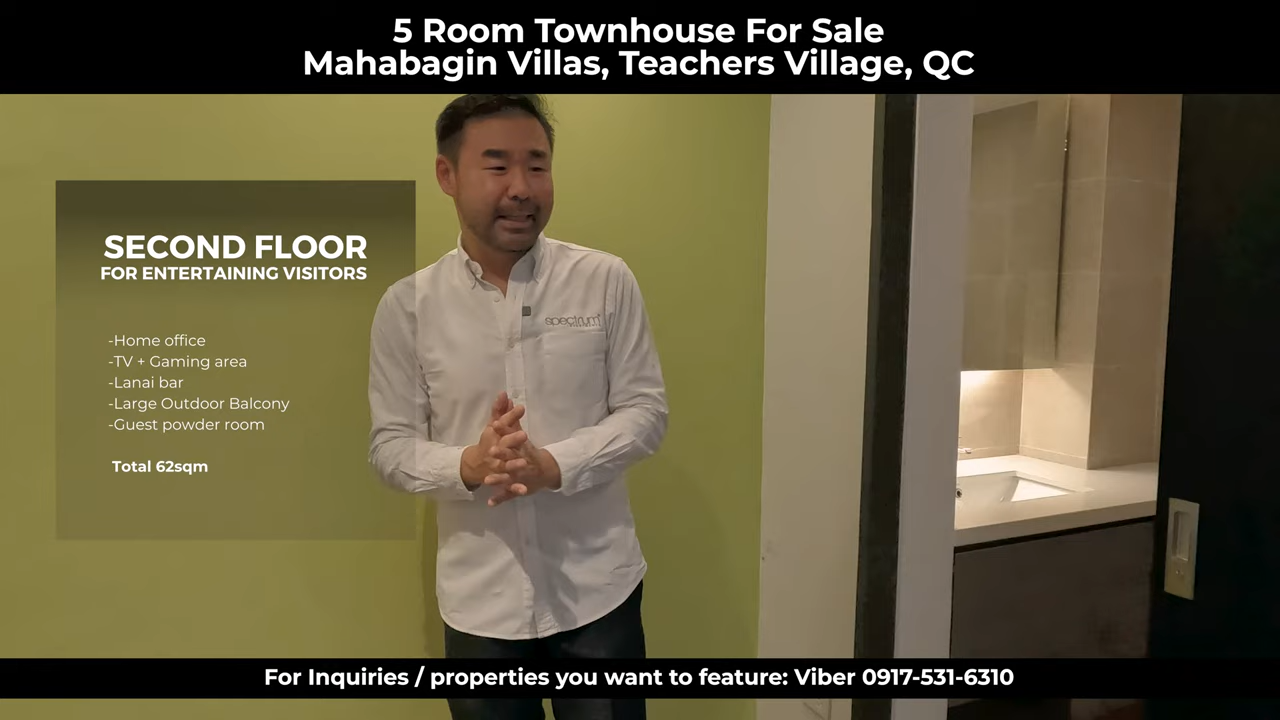 5 Room Townhouse For Sale
Mahabagin Villas, Teachers Village, QC
SECOND FLOOR
FOR ENTERTAINING VISITORS
-Home office
-TV + Gaming area
-Lanai bar
-Large Outdoor Balcony
-Guest powder room
Total 62sqm
spectrum
For Inquiries / properties you want to feature: Viber 0917-531-6310